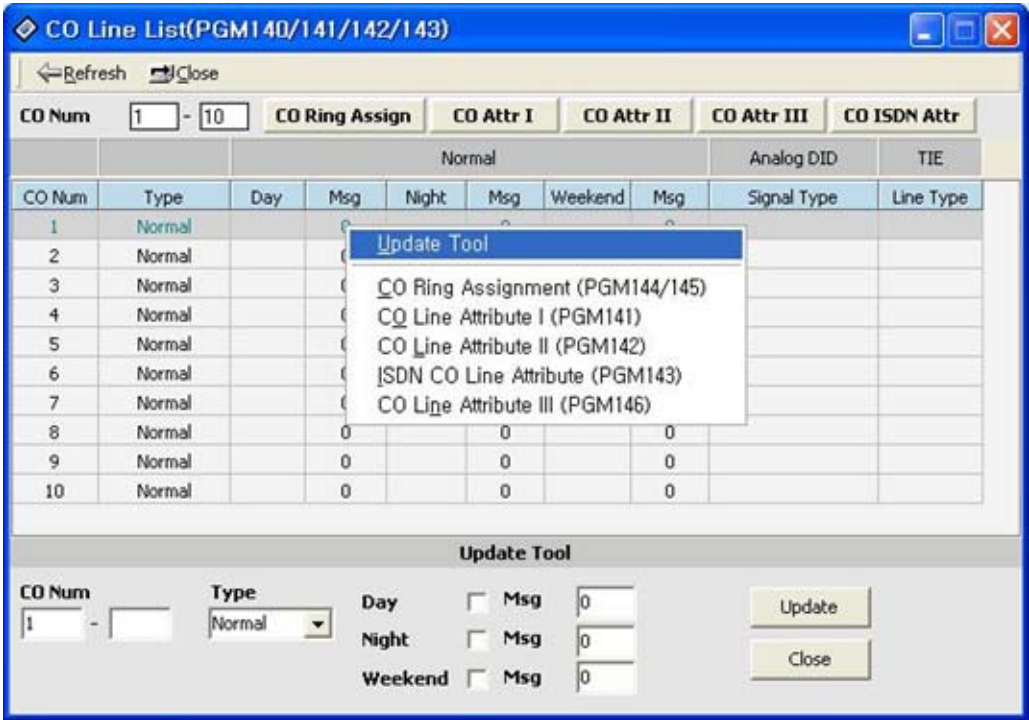 CO Line List(PGM140/141/142/143)
Refresh Close
CO Num 1 - 10 CO Ring Assign CO Attr I CO Attr II CO Attr III CO ISDN Attr
Normal Analog DID TIE
CO Num Type Day Msg Night Msg Weekend Msg Signal Type Line Type
1 Normal
Update Tool
2 Normal
3 Normal
CO Ring Assignment (PGM144/145)
4 Normal
CO Line Attribute I (PGM141)
5 Normal
CO Line Attribute II (PGM142)
6 Normal
ISDN CO Line Attribute (PGM143)
7 Normal
CO Line Attribute III (PGM146)
8 Normal 0 0 0
9 Normal 0 0 0
10 Normal 0 0 0
Update Tool
CO Num Type
1 - Normal
Day Msg 0 Update
Night Msg 0
Weekend Msg 0 Close